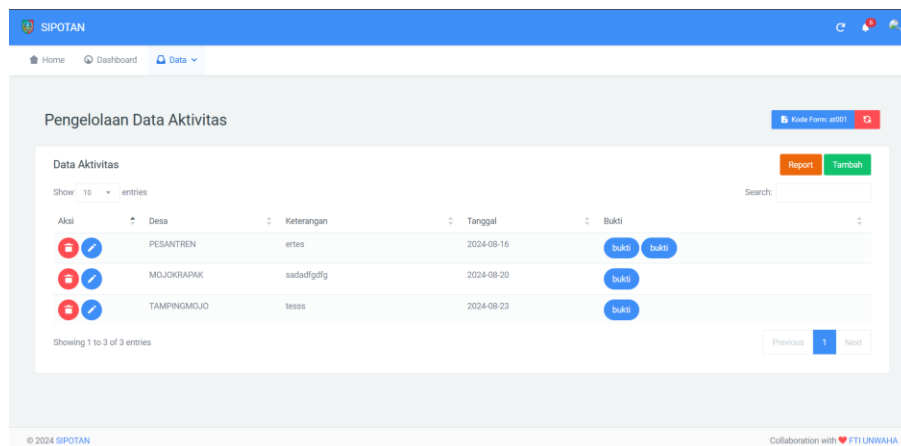 SIPOTAN
5
Home Dashboard Data
Pengelolaan Data Aktivitas
Kode Form: at001
Data Aktivitas
Report Tambah
Show 10 entries
Search:
Aksi Desa Keterangan Tanggal Bukti
PESANTREN ertes 2024-08-16 bukti bukti
MOJOKRAPAK sadadfgdfg 2024-08-20 bukti
TAMPINGMOJO tesss 2024-08-23 bukti
Showing 1 to 3 of 3 entries
Previous 1 Next
© 2024 SIPOTAN
Collaboration with FTI UNWAHA